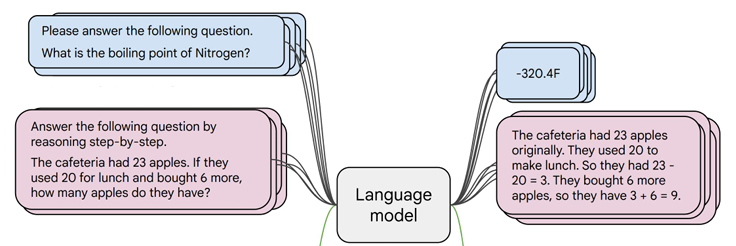 Please answer the following question.
What is the boiling point of Nitrogen?
-320.4F
Answer the following question by
reasoning step-by-step.
The cafeteria had 23 apples. If they
used 20 for lunch and bought 6 more,
how many apples do they have?
Language
model
The cafeteria had 23 apples
originally. They used 20 to
make lunch. So they had 23 -
20 = 3. They bought 6 more
apples, so they have 3 + 6 = 9.